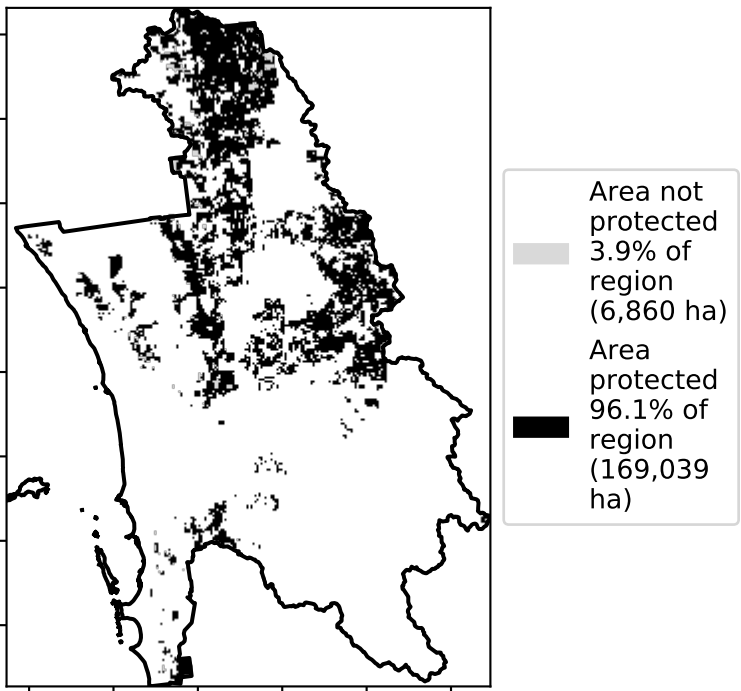 Area not
protected
3.9% of
region
(6,860 ha)
Area
protected
96.1% of
region
(169,039
ha)